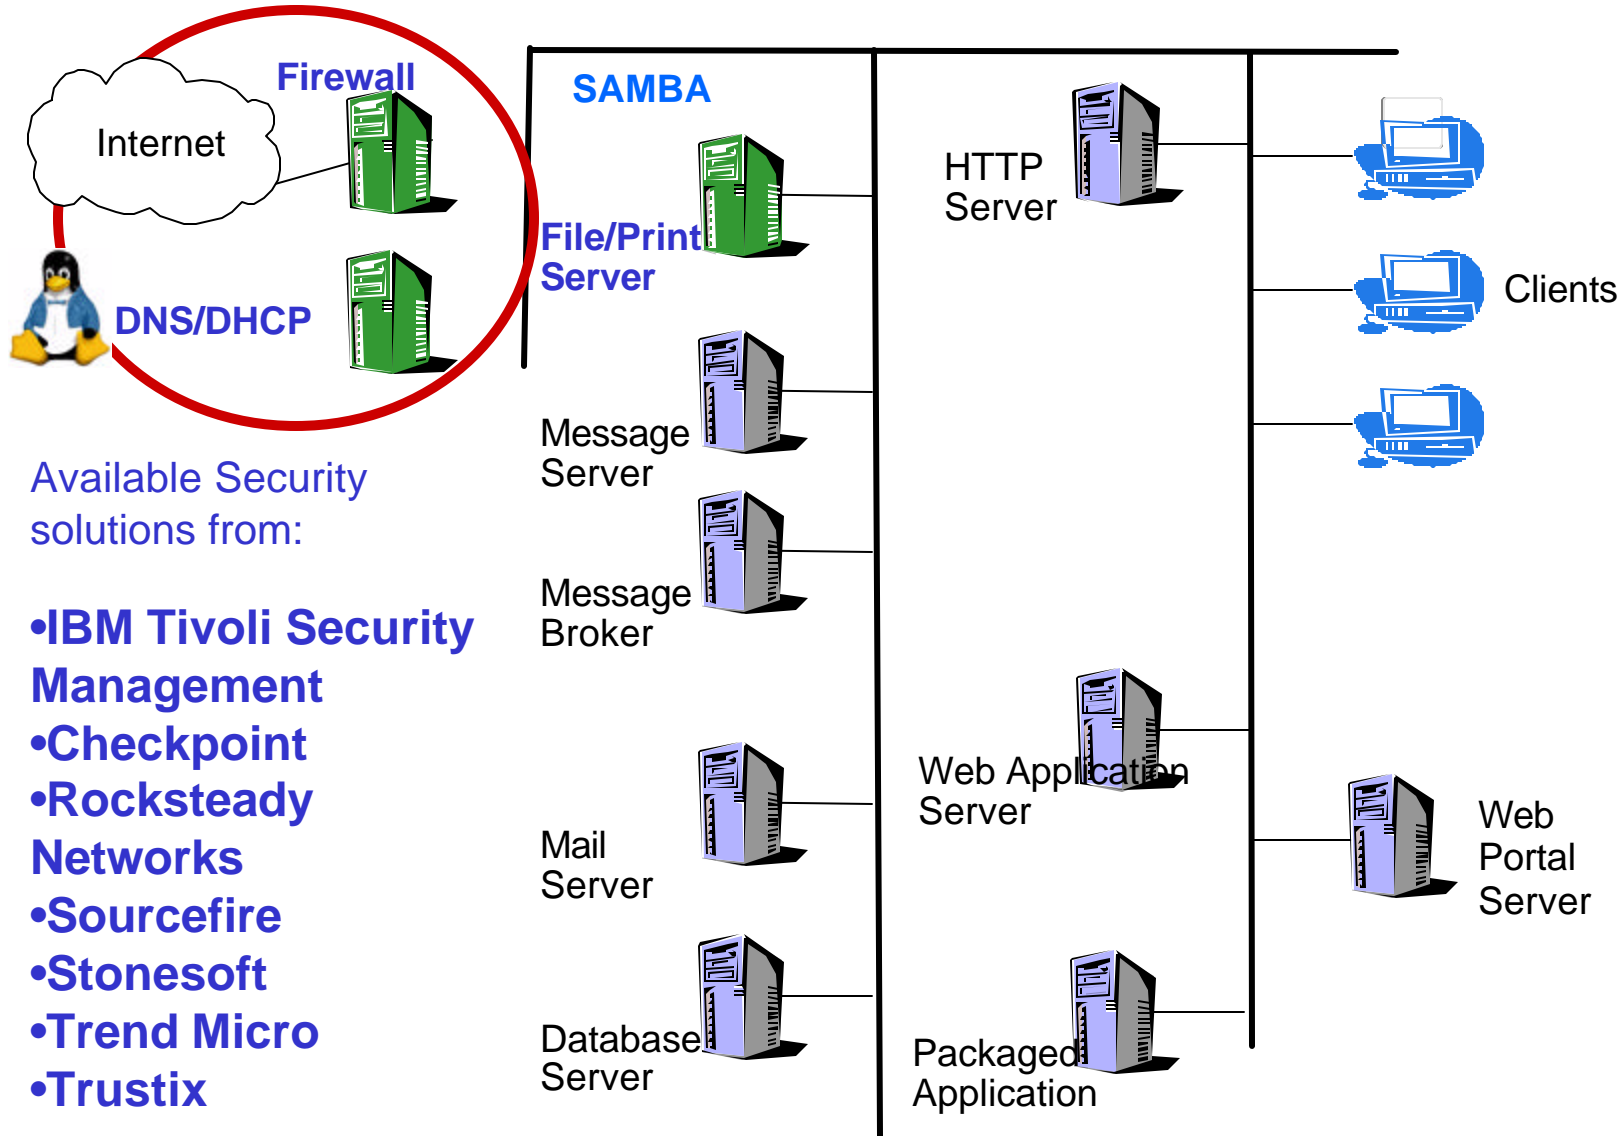 Firewall
Internet
DNS/DHCP
Available Security
solutions from:
•IBM Tivoli Security
Management
•Checkpoint
•Rocksteady
Networks
•Sourcefire
•Stonesoft
•Trend Micro
•Trustix
SAMBA
File/Print
Server
Message
Server
Message
Broker
Mail
Server
Database
Server
HTTP
Server
Web Application
Server
Packaged
Application
Clients
Web
Portal
Server